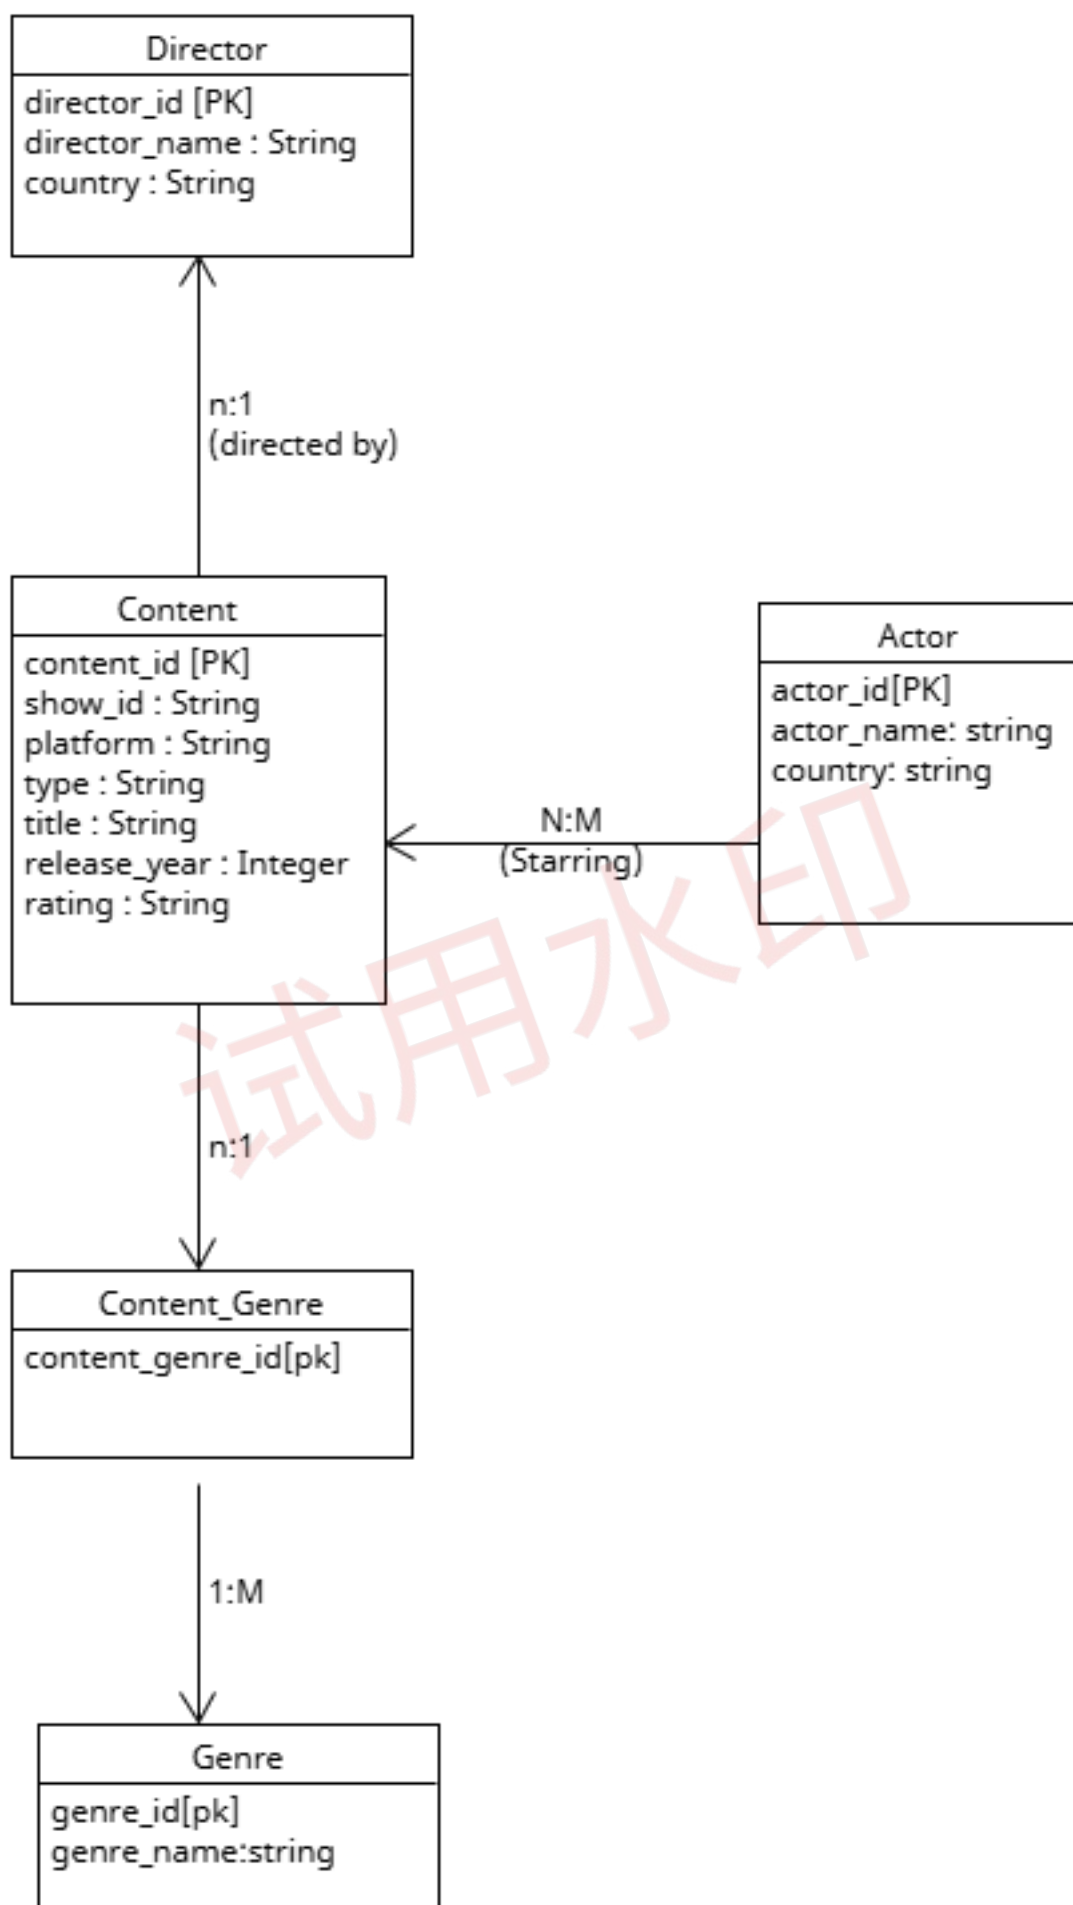 Director
director_id [PK]
director_name : String
country : String
n:1
(directed by)
Content
content_id [PK]
show_id : String
platform : String
type : String
title : String
release_year : Integer
rating : String
Actor
actor_id[PK]
actor_name: string
country: string
N:M
(Starring)
试用水印
n:1
Content_Genre
content_genre_id[pk]
1:M
Genre
genre_id[pk]
genre_name:string